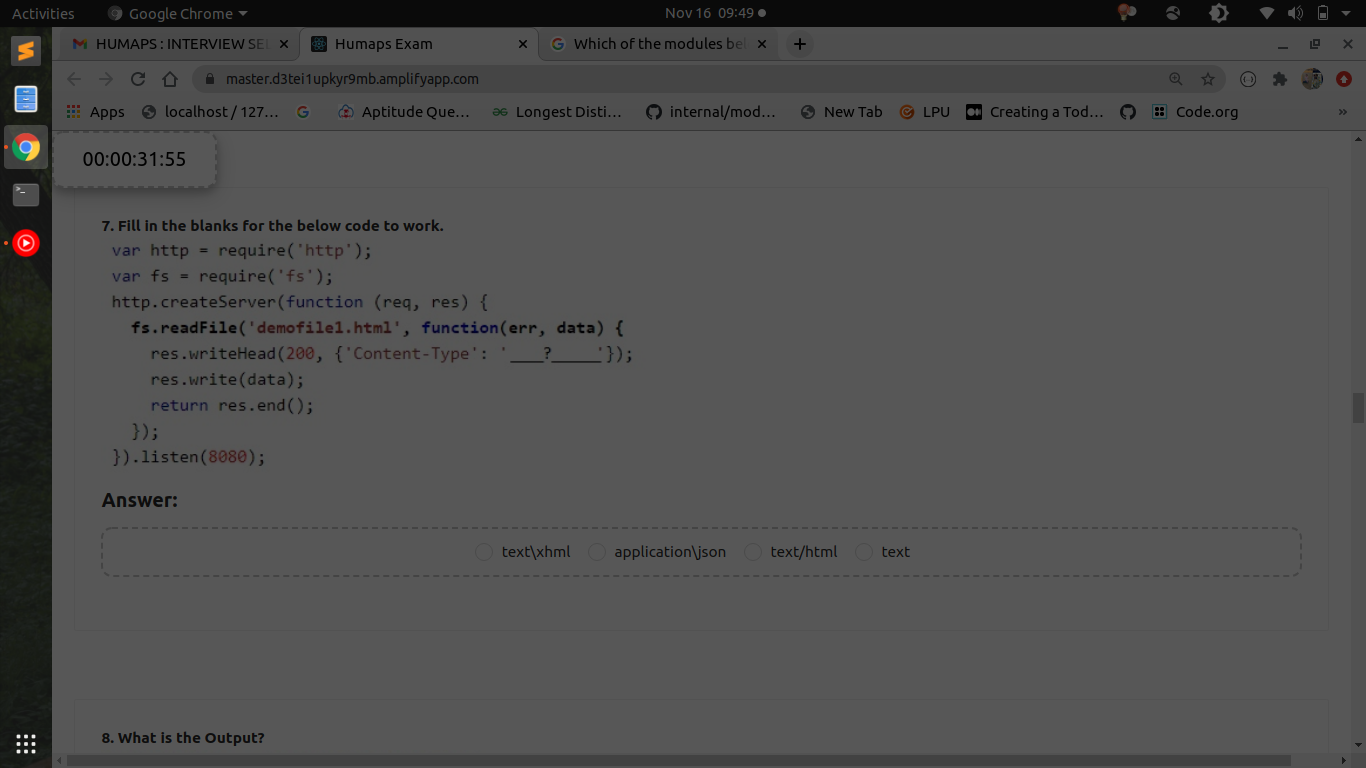 Activities
Google Chrome
Nov 16 09:49
HUMAPS : INTERVIEW SE
Humaps Exam
Which of the modules be
master.d3tei1upkyr9mb.amplifyapp.com
Apps
localhost / 127...
Aptitude Que...
Longest Disti...
internal/mod...
New Tab
LPU
Creating a Tod...
Code.org
»
00:00:31:55
7. Fill in the blanks for the below code to work.
var http = require('http');
var fs = require('fs');
http.createServer(function (req, res) {
fs.readFile('demofile1.html', function(err, data) {
res.writeHead(200, {'Content-Type': '____?_____'});
res.write(data);
return res.end();
});
}).listen(8080);
Answer:
text\xhml
application\json
text/html
text
8. What is the Output?